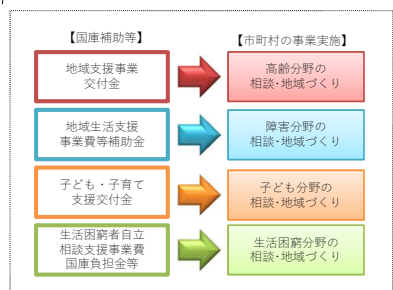 【国庫補助等】
【市町村の事業実施】
地域支援事業
交付金
高齢分野の
相談・地域づくり
地域生活支援
事業費等補助金
障害分野の
相談・地域づくり
子ども・子育て
支援交付金
子ども分野の
相談・地域づくり
生活困窮者自立
相談支援事業費
国庫負担金等
生活困窮分野の
相談・地域づくり